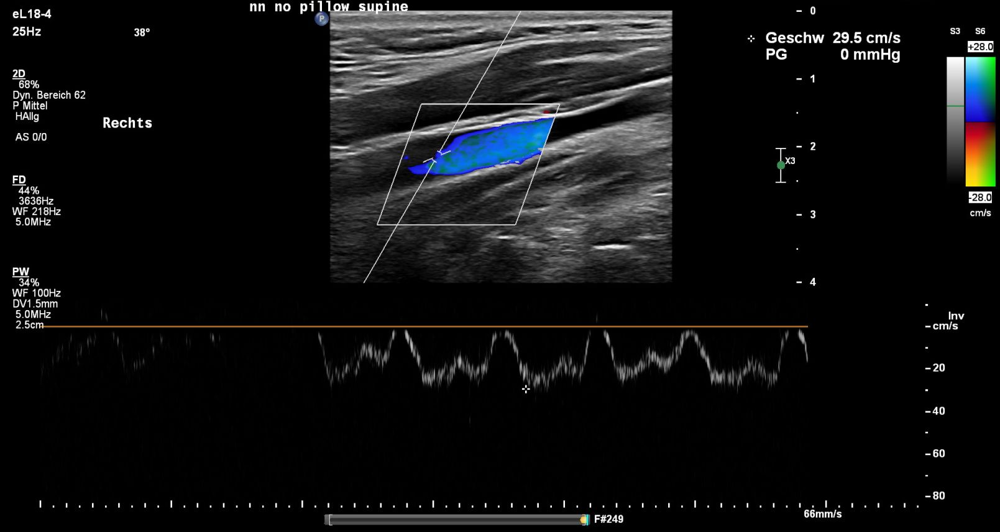 nn no pillow supine
eL18-4
25Hz
38°
P
2D
68%
Dyn. Bereich 62
P Mittel
HAllg
AS 0/0
Rechts
FD
44%
3636Hz
WF 218Hz
5.0MHz
PW
34%
WF 100Hz
DV1.5mm
5.0MHz
2.5cm
0
1
2
3
4
X3
Geschw 29.5 cm/s
PG 0 mmHg
S3 S6
+28.0
-28.0
cm/s
Inv
cm/s
-20
-40
-60
-80
66mm/s
F#249